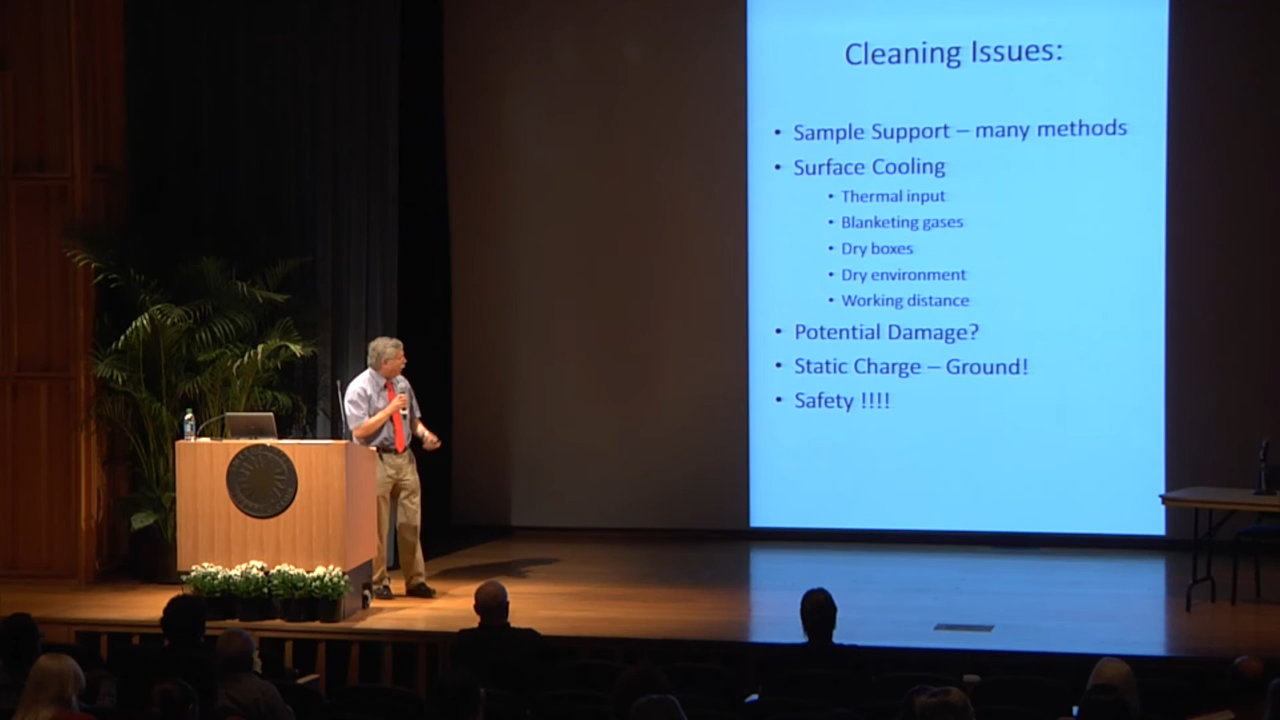 Cleaning Issues:
• Sample Support – many methods
• Surface Cooling
• Thermal input
• Blanketing gases
• Dry boxes
• Dry environment
• Working distance
• Potential Damage?
• Static Charge – Ground!
• Safety !!!!